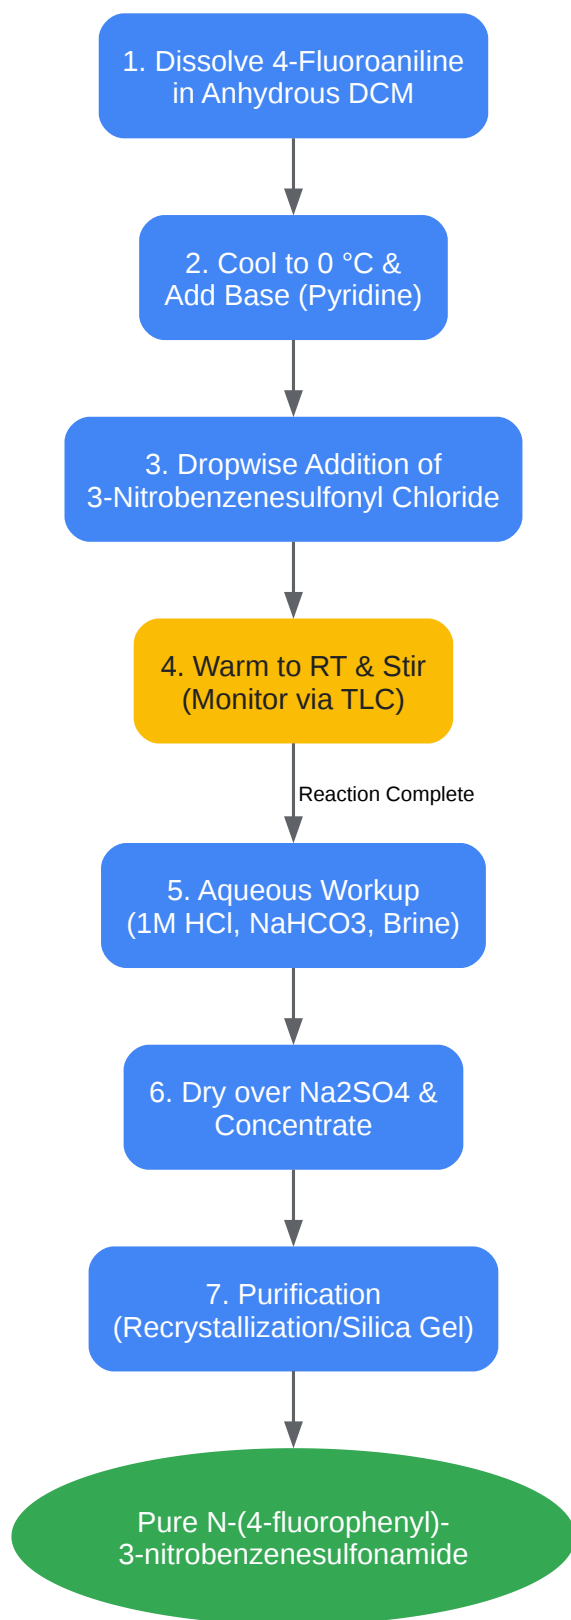 1. Dissolve 4-Fluoroaniline
in Anhydrous DCM
2. Cool to 0 °C &
Add Base (Pyridine)
3. Dropwise Addition of
3-Nitrobenzenesulfonyl Chloride
4. Warm to RT & Stir
(Monitor via TLC)
Reaction Complete
5. Aqueous Workup
(1M HCl, NaHCO3, Brine)
6. Dry over Na2SO4 &
Concentrate
7. Purification
(Recrystallization/Silica Gel)
Pure N-(4-fluorophenyl)-
3-nitrobenzenesulfonamide